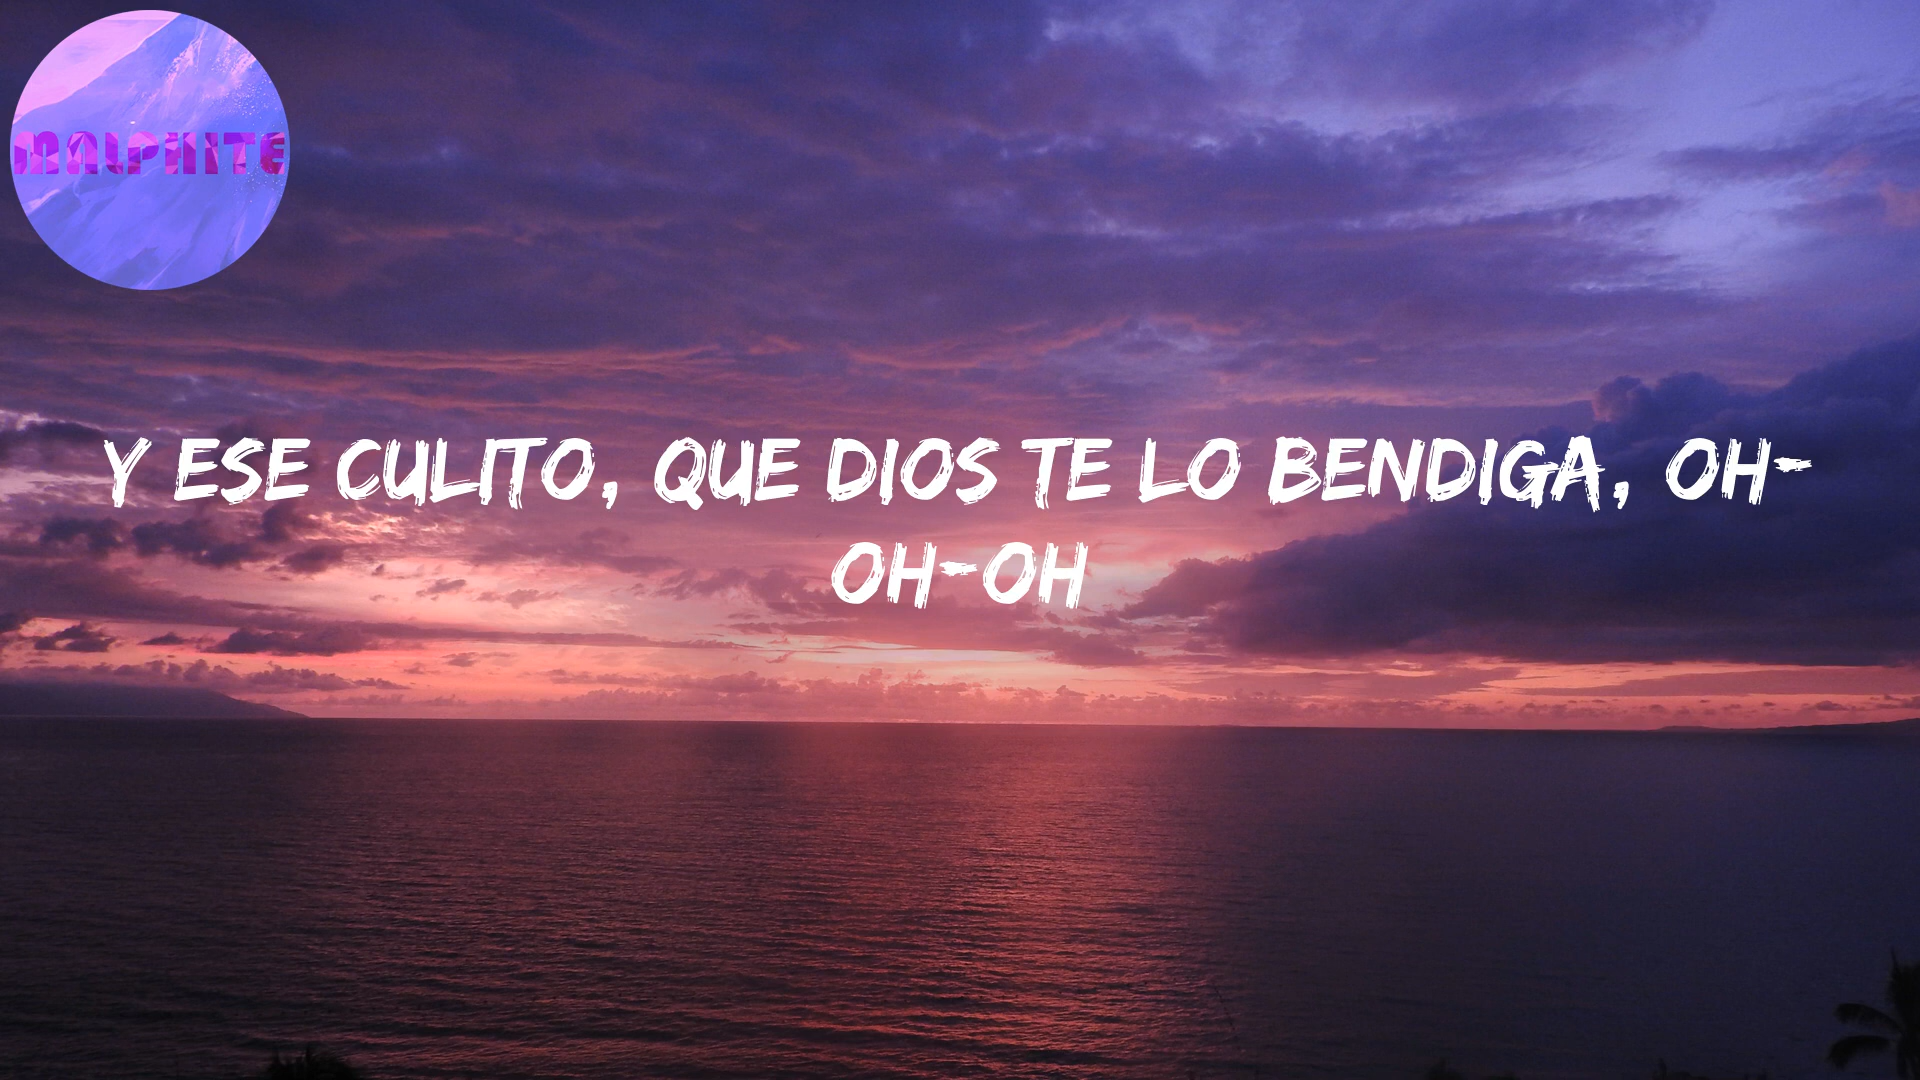 MALPHITE
Y ESE CULITO, QUE DIOS TE LO BENDIGA, OH-
OH-OH